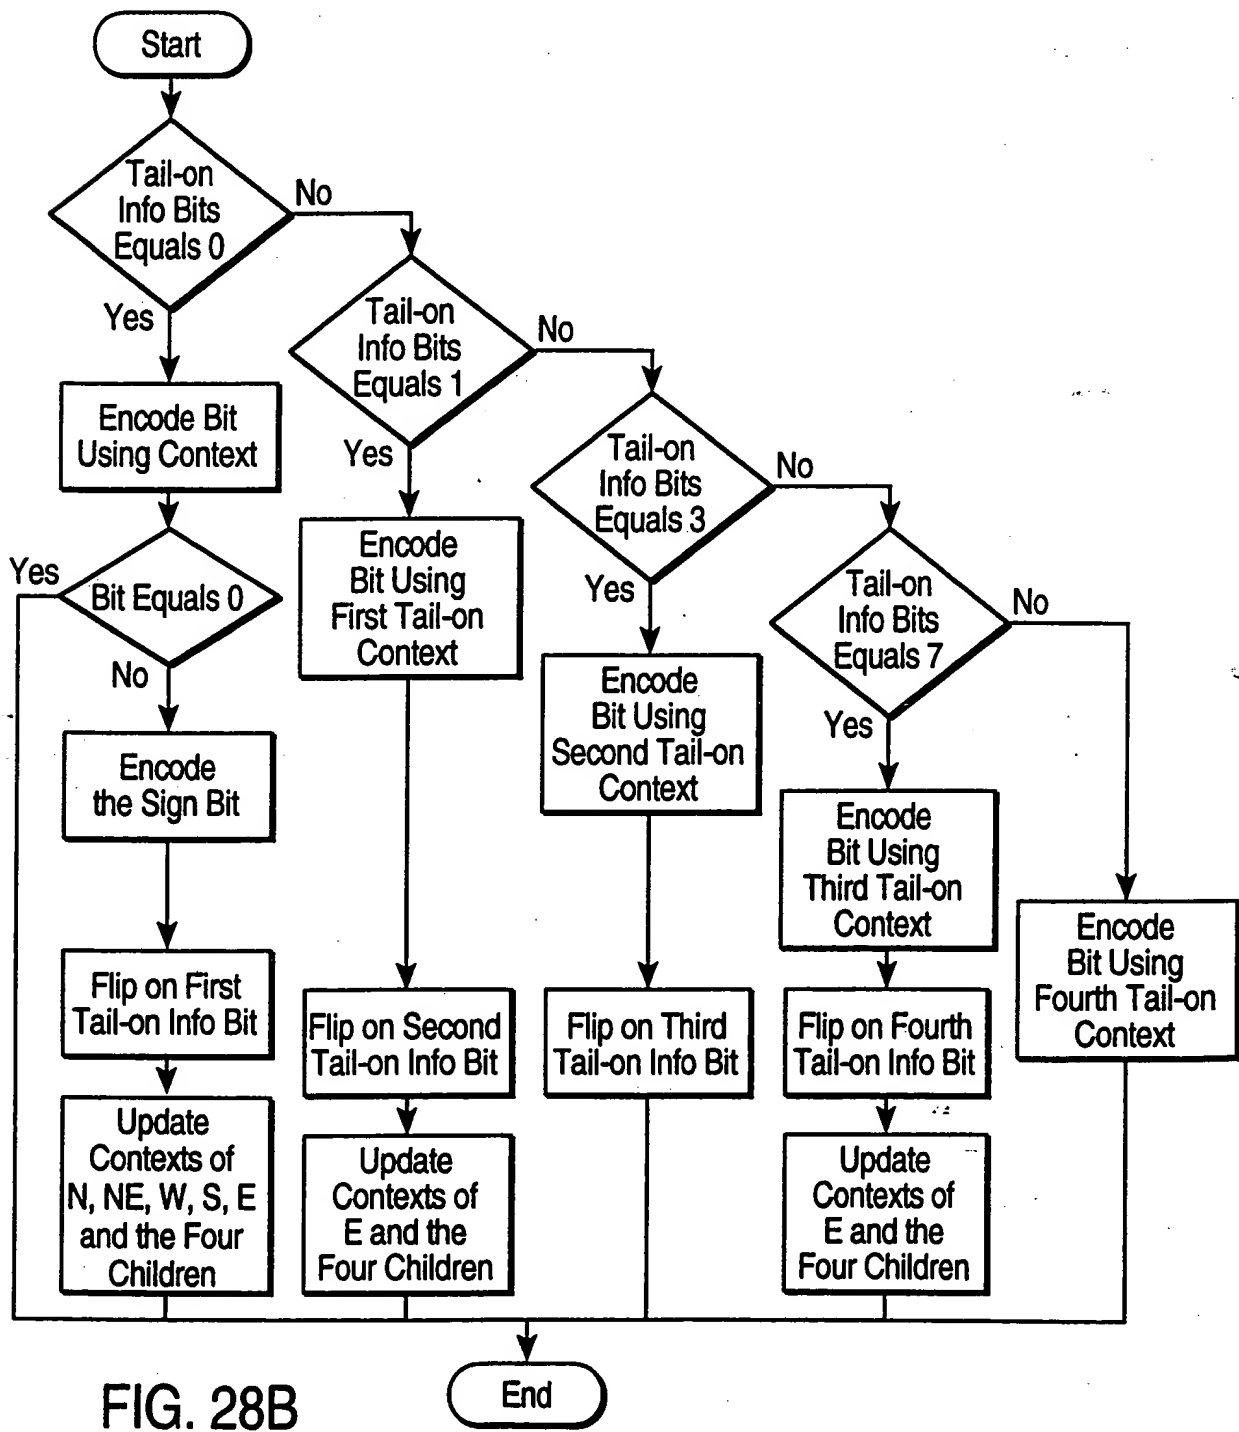 Start
Tail-on
Info Bits
Equals 0
No
Yes
Tail-on
Info Bits
Equals 1
No
Yes
Tail-on
Info Bits
Equals 3
No
Yes
Tail-on
Info Bits
Equals 7
No
Yes
Encode Bit
Using Context
Bit Equals 0
Yes
No
Encode
the Sign Bit
Flip on First
Tail-on Info Bit
Update
Contexts of
N, NE, W, S, E
and the Four
Children
Encode
Bit Using
First Tail-on
Context
Flip on Second
Tail-on Info Bit
Update
Contexts of
E and the
Four Children
Encode
Bit Using
Second Tail-on
Context
Flip on Third
Tail-on Info Bit
Encode
Bit Using
Third Tail-on
Context
Flip on Fourth
Tail-on Info Bit
Update
Contexts of
E and the
Four Children
Encode
Bit Using
Fourth Tail-on
Context
End
FIG. 28B